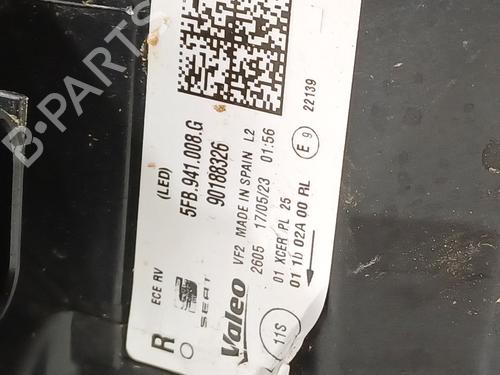 (LED)
5FB.941.008.G
90188326
ECE RV
R
SEAT
Valeo
VF2 MADE IN SPAIN L2
2605 17/05/23 01:56
01 XCER PL 25
01 1b 02A 00 RL
11S
E 9
22139
B-PARTS